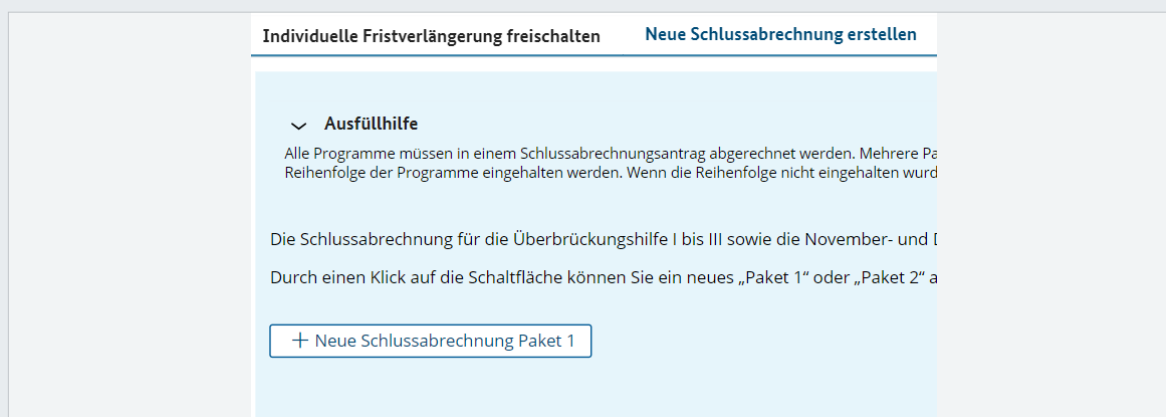 Individuelle Fristverlängerung freischalten
Neue Schlussabrechnung erstellen
Ausfüllhilfe
Alle Programme müssen in einem Schlussabrechnungsantrag abgerechnet werden. Mehrere Pa
Reihenfolge der Programme eingehalten werden. Wenn die Reihenfolge nicht eingehalten wurd
Die Schlussabrechnung für die Überbrückungshilfe I bis III sowie die November- und
Durch einen Klick auf die Schaltfläche können Sie ein neues „Paket 1“ oder „Paket 2“ a
+ Neue Schlussabrechnung Paket 1